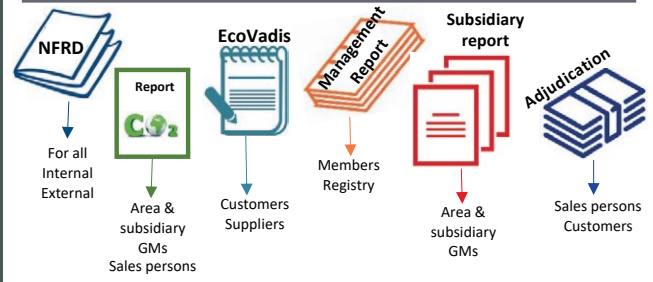 NFRD
For all
Internal
External
Report
CO2
Area &
subsidiary
GMs
Sales persons
EcoVadis
Customers
Suppliers
Management
Report
Members
Registry
Subsidiary
report
Area &
subsidiary
GMs
Adjudication
Sales persons
Customers